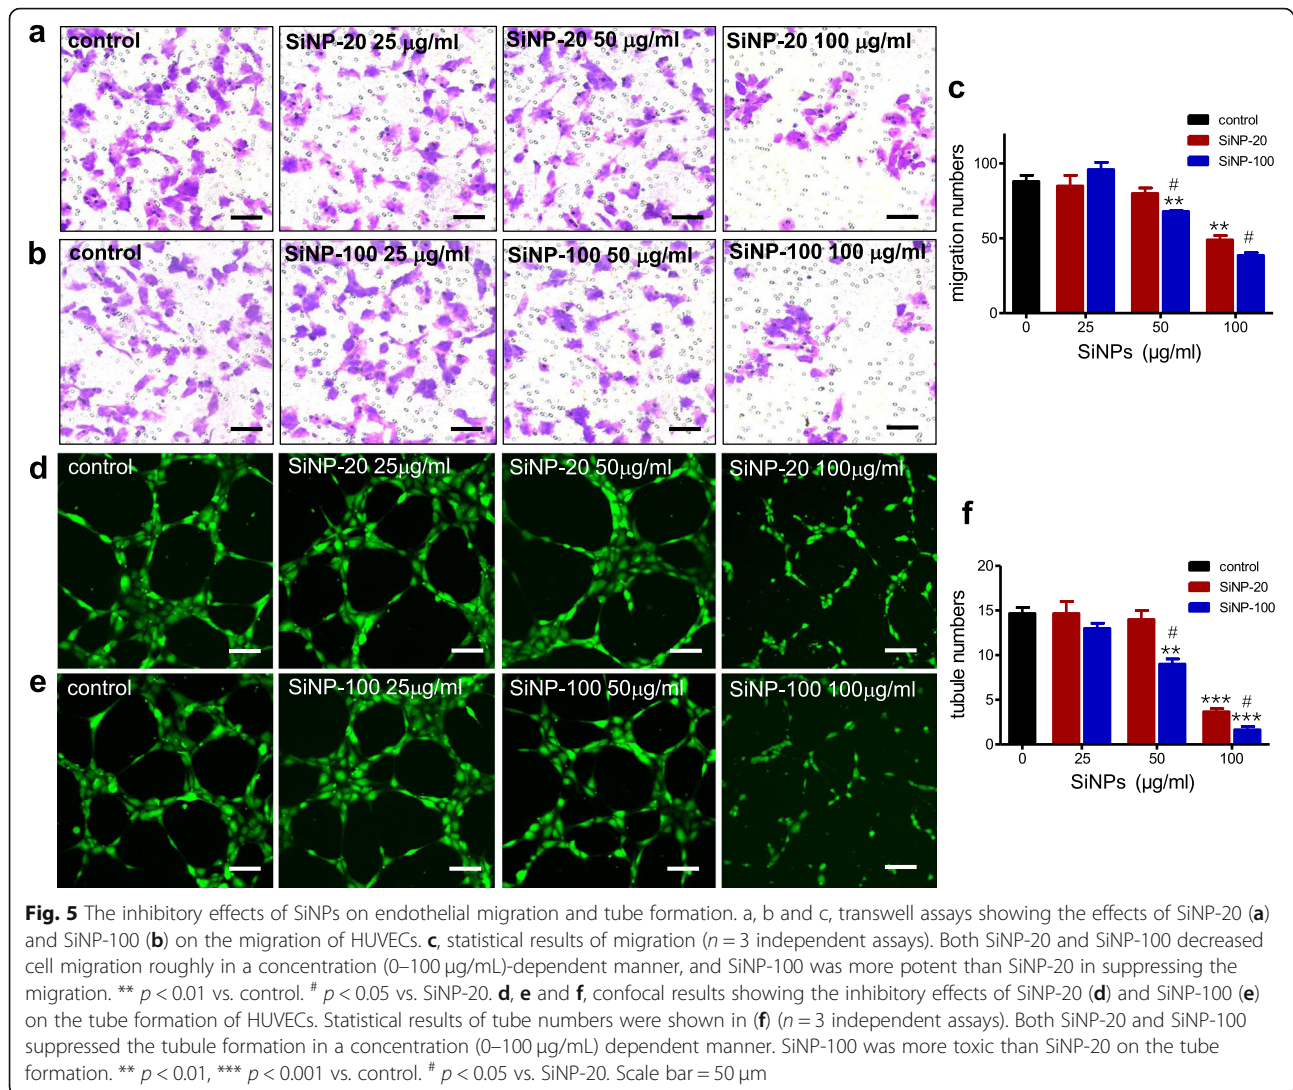 a
control
SiNP-20 25 µg/ml
SiNP-20 50 µg/ml
SiNP-20 100 µg/ml
b
control
SiNP-100 25 µg/ml
SiNP-100 50 µg/ml
SiNP-100 100 µg/ml
c
control
SiNP-20
SiNP-100
migration numbers
100
50
0
#
**
**
#
0 25 50 100
SiNPs (µg/ml)
d
control
SiNP-20 25µg/ml
SiNP-20 50µg/ml
SiNP-20 100µg/ml
e
control
SiNP-100 25µg/ml
SiNP-100 50µg/ml
SiNP-100 100µg/ml
f
control
SiNP-20
SiNP-100
tubule numbers
20
15
10
5
0
#
**
***
#
***
0 25 50 100
SiNPs (µg/ml)
Fig. 5 The inhibitory effects of SiNPs on endothelial migration and tube formation. a, b and c, transwell assays showing the effects of SiNP-20 (a)
and SiNP-100 (b) on the migration of HUVECs. c, statistical results of migration (n = 3 independent assays). Both SiNP-20 and SiNP-100 decreased
cell migration roughly in a concentration (0–100 µg/mL)-dependent manner, and SiNP-100 was more potent than SiNP-20 in suppressing the
migration. ** p < 0.01 vs. control. # p < 0.05 vs. SiNP-20. d, e and f, confocal results showing the inhibitory effects of SiNP-20 (d) and SiNP-100 (e)
on the tube formation of HUVECs. Statistical results of tube numbers were shown in (f) (n = 3 independent assays). Both SiNP-20 and SiNP-100
suppressed the tubule formation in a concentration (0–100 µg/mL) dependent manner. SiNP-100 was more toxic than SiNP-20 on the tube
formation. ** p < 0.01, *** p < 0.001 vs. control. # p < 0.05 vs. SiNP-20. Scale bar = 50 µm